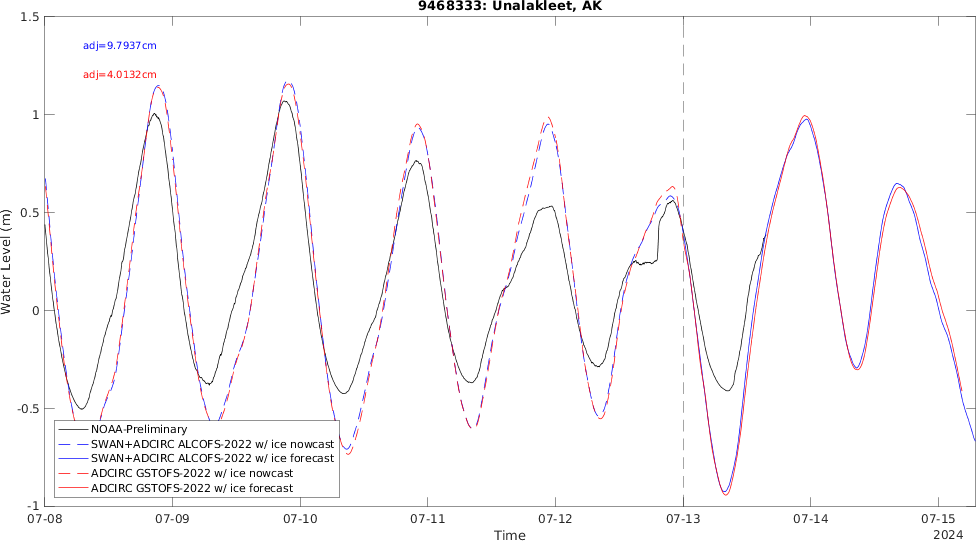 9468333: Unalakleet, AK
1.5
adj=9.7937cm
adj=4.0132cm
1
0.5
Water Level (m)
0
-0.5
NOAA-Preliminary
SWAN+ADCIRC ALCOFS-2022 w/ ice nowcast
SWAN+ADCIRC ALCOFS-2022 w/ ice forecast
ADCIRC GSTOFS-2022 w/ ice nowcast
ADCIRC GSTOFS-2022 w/ ice forecast
-1
07-08 07-09 07-10 07-11 07-12 07-13 07-14 07-15
Time
2024